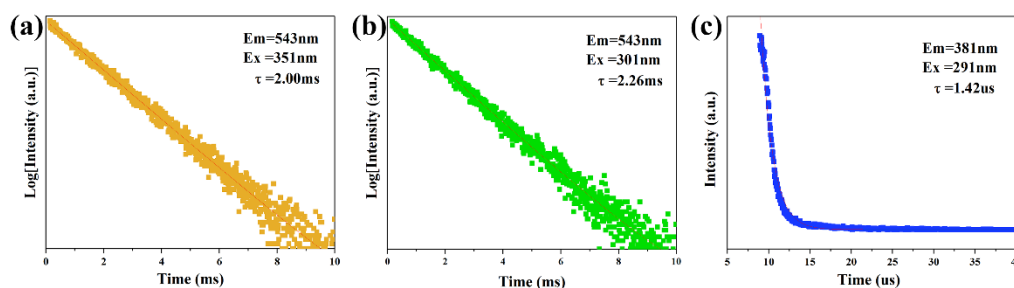 (a)
Em=543nm
Ex =351nm
τ =2.00ms
Log[Intensity (a.u.)]
0 2 4 6 8 10
Time (ms)
(b)
Em=543nm
Ex =301nm
τ =2.26ms
Log[Intensity (a.u.)]
0 2 4 6 8 10
Time (ms)
(c)
Em=381nm
Ex =291nm
τ =1.42us
Intensity (a.u.)
5 10 15 20 25 30 35 40
Time (us)